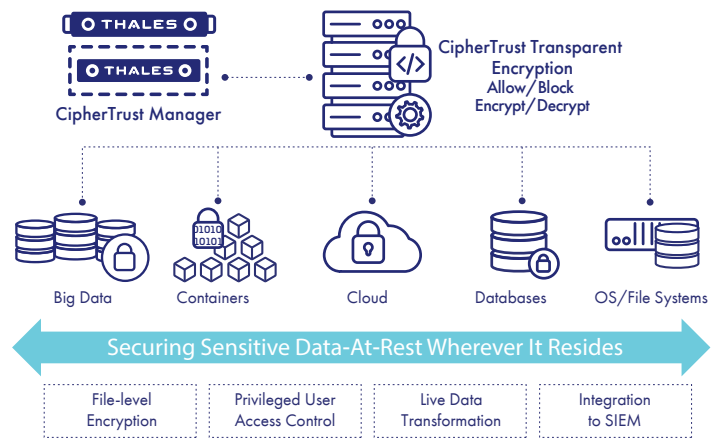 THALES
THALES
CipherTrust Manager
</>
CipherTrust Transparent
Encryption
Allow/Block
Encrypt/Decrypt
01010
10101
Big Data
Containers
Cloud
Databases
OS/File Systems
Securing Sensitive Data-At-Rest Wherever It Resides
File-level
Encryption
Privileged User
Access Control
Live Data
Transformation
Integration
to SIEM